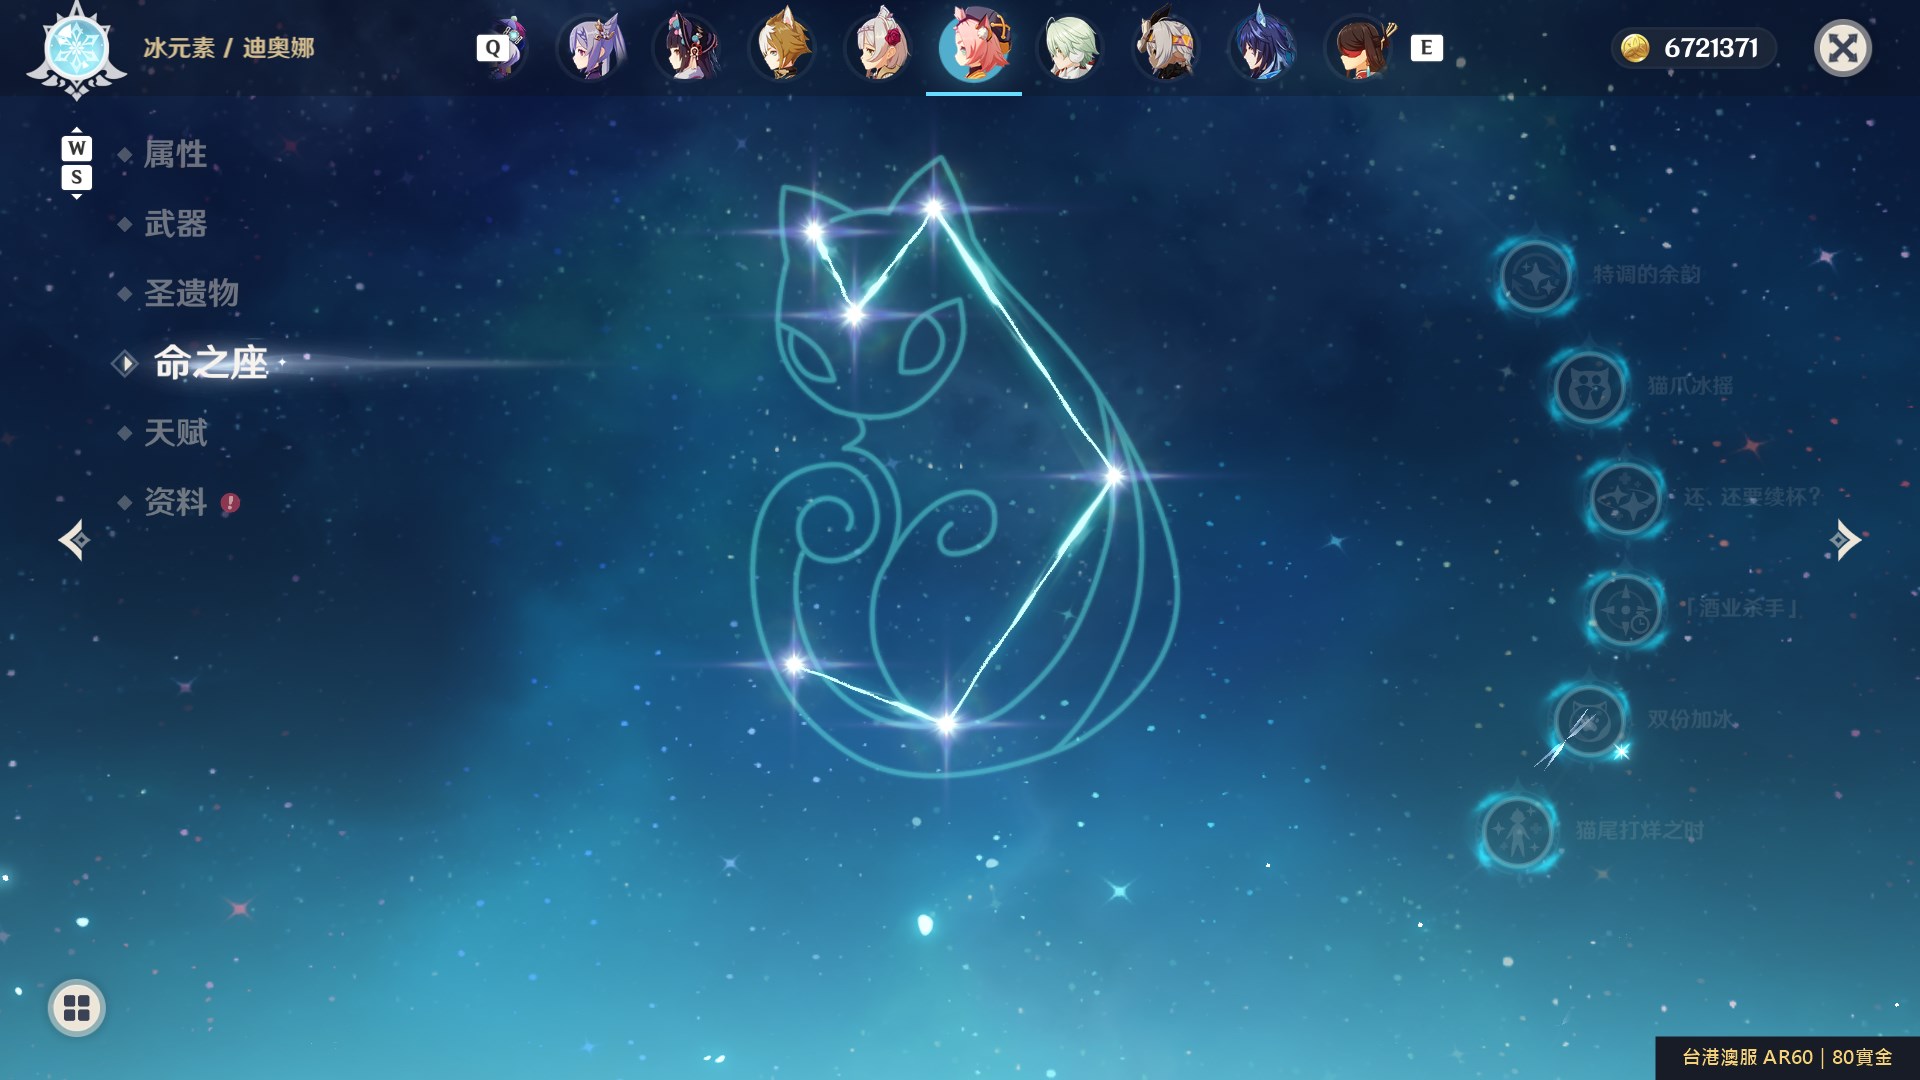 冰元素 / 迪奥娜
Q
E
6721371
W
S
属性
武器
圣遗物
命之座
天赋
资料
特调的余韵
猫爪冰摇
还、还要续杯？
「酒业杀手」
双份加冰
猫尾打烊之时
台港澳服 AR60 | 80實金